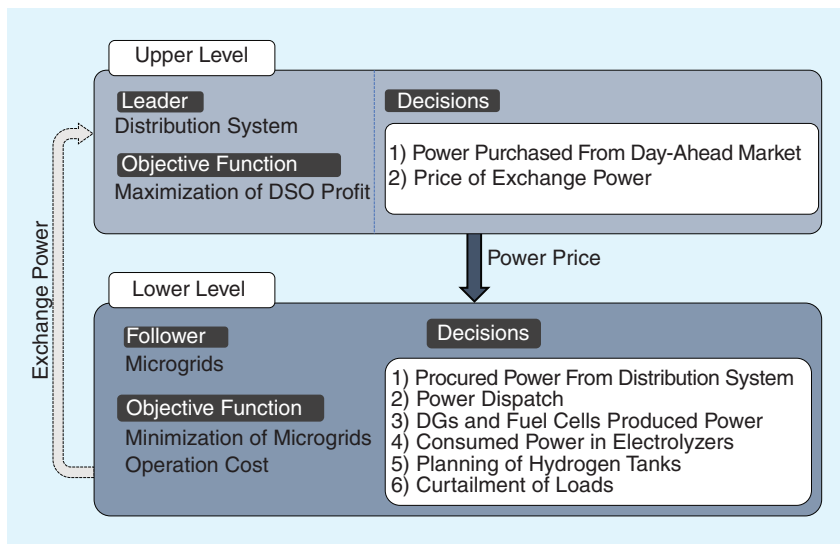 Upper Level
Leader
Distribution System
Objective Function
Maximization of DSO Profit
Decisions
1) Power Purchased From Day-Ahead Market
2) Price of Exchange Power
Exchange Power
Power Price
Lower Level
Follower
Microgrids
Objective Function
Minimization of Microgrids
Operation Cost
Decisions
1) Procured Power From Distribution System
2) Power Dispatch
3) DGs and Fuel Cells Produced Power
4) Consumed Power in Electrolyzers
5) Planning of Hydrogen Tanks
6) Curtailment of Loads